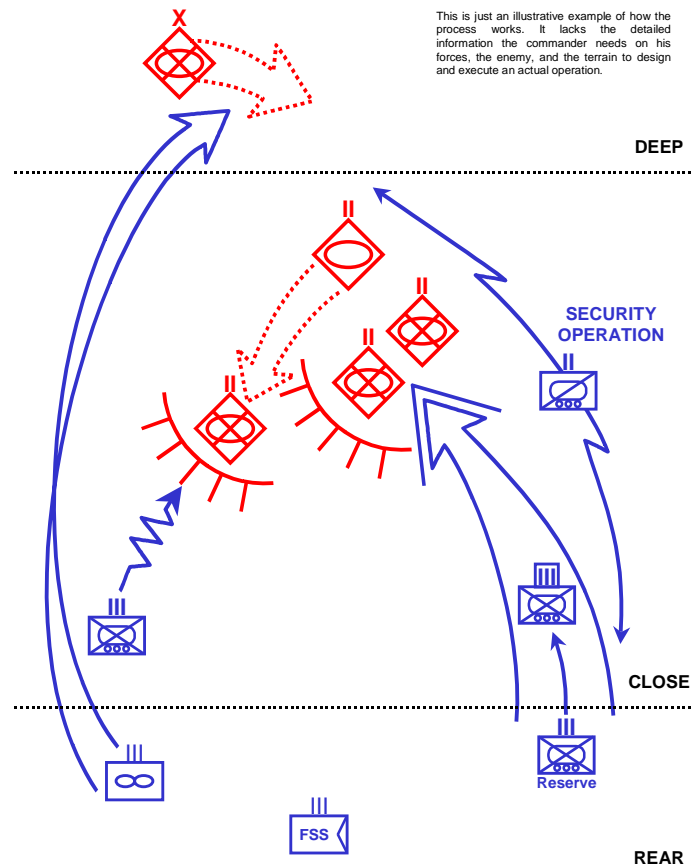 This is just an illustrative example of how the
process works. It lacks the detailed
information the commander needs on his
forces, the enemy, and the terrain to design
and execute an actual operation.
X
DEEP
II
SECURITY
OPERATION
II
II
II
II
III
III
CLOSE
III
III
Reserve
III
FSS
REAR